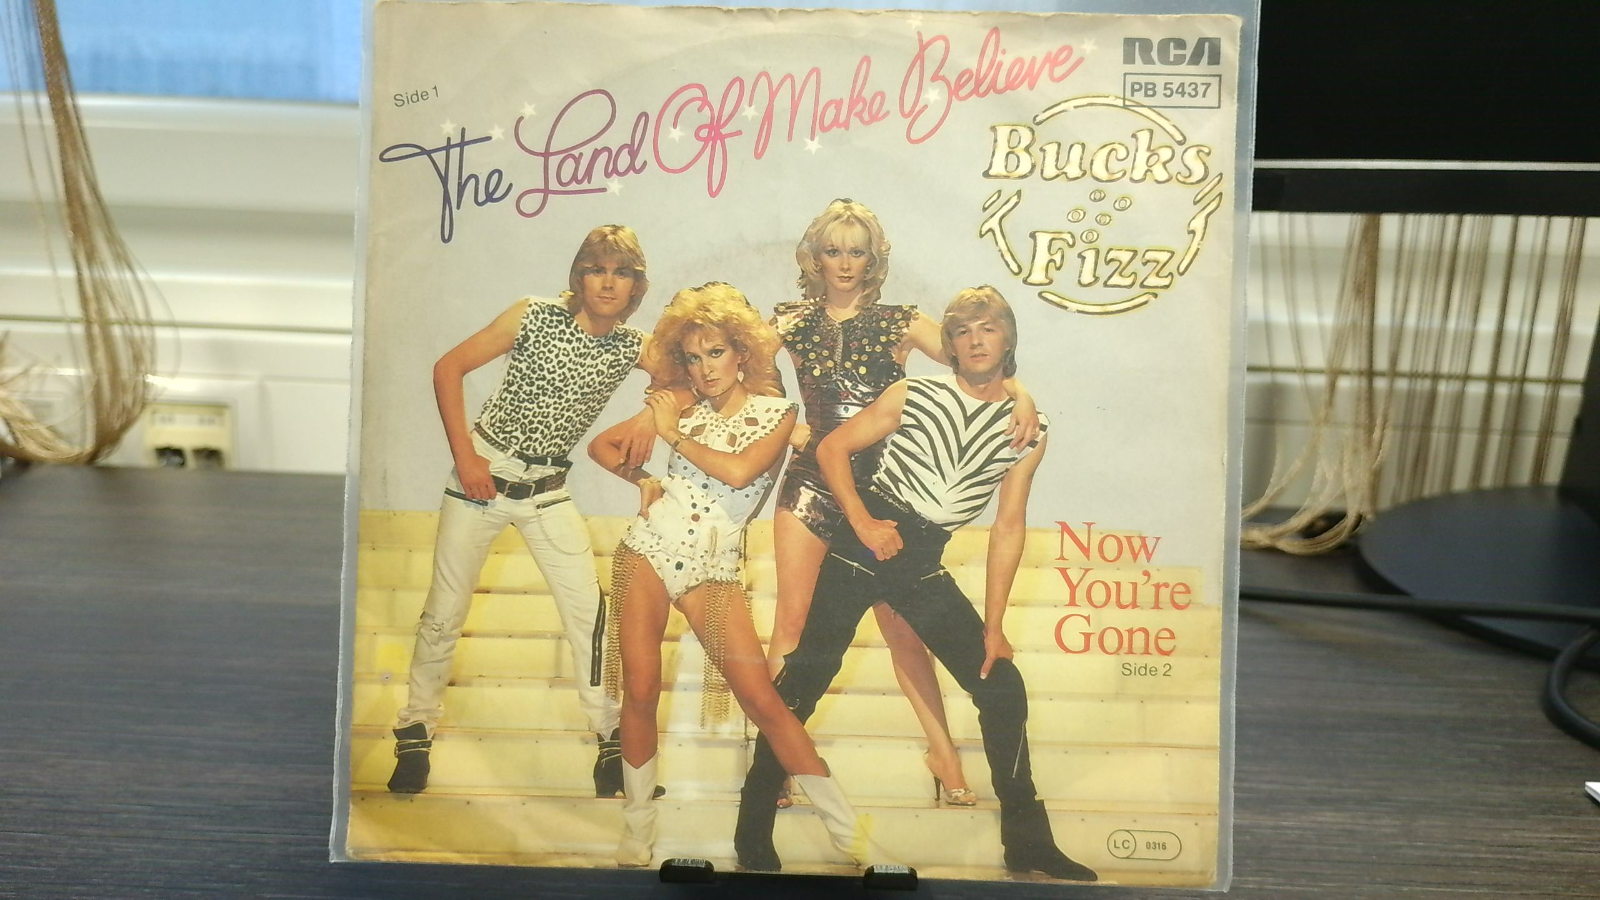 Side 1
The Land Of Make Believe
RCA
PB 5437
Bucks
Fizz
Now
You're
Gone
Side 2
LC 0316